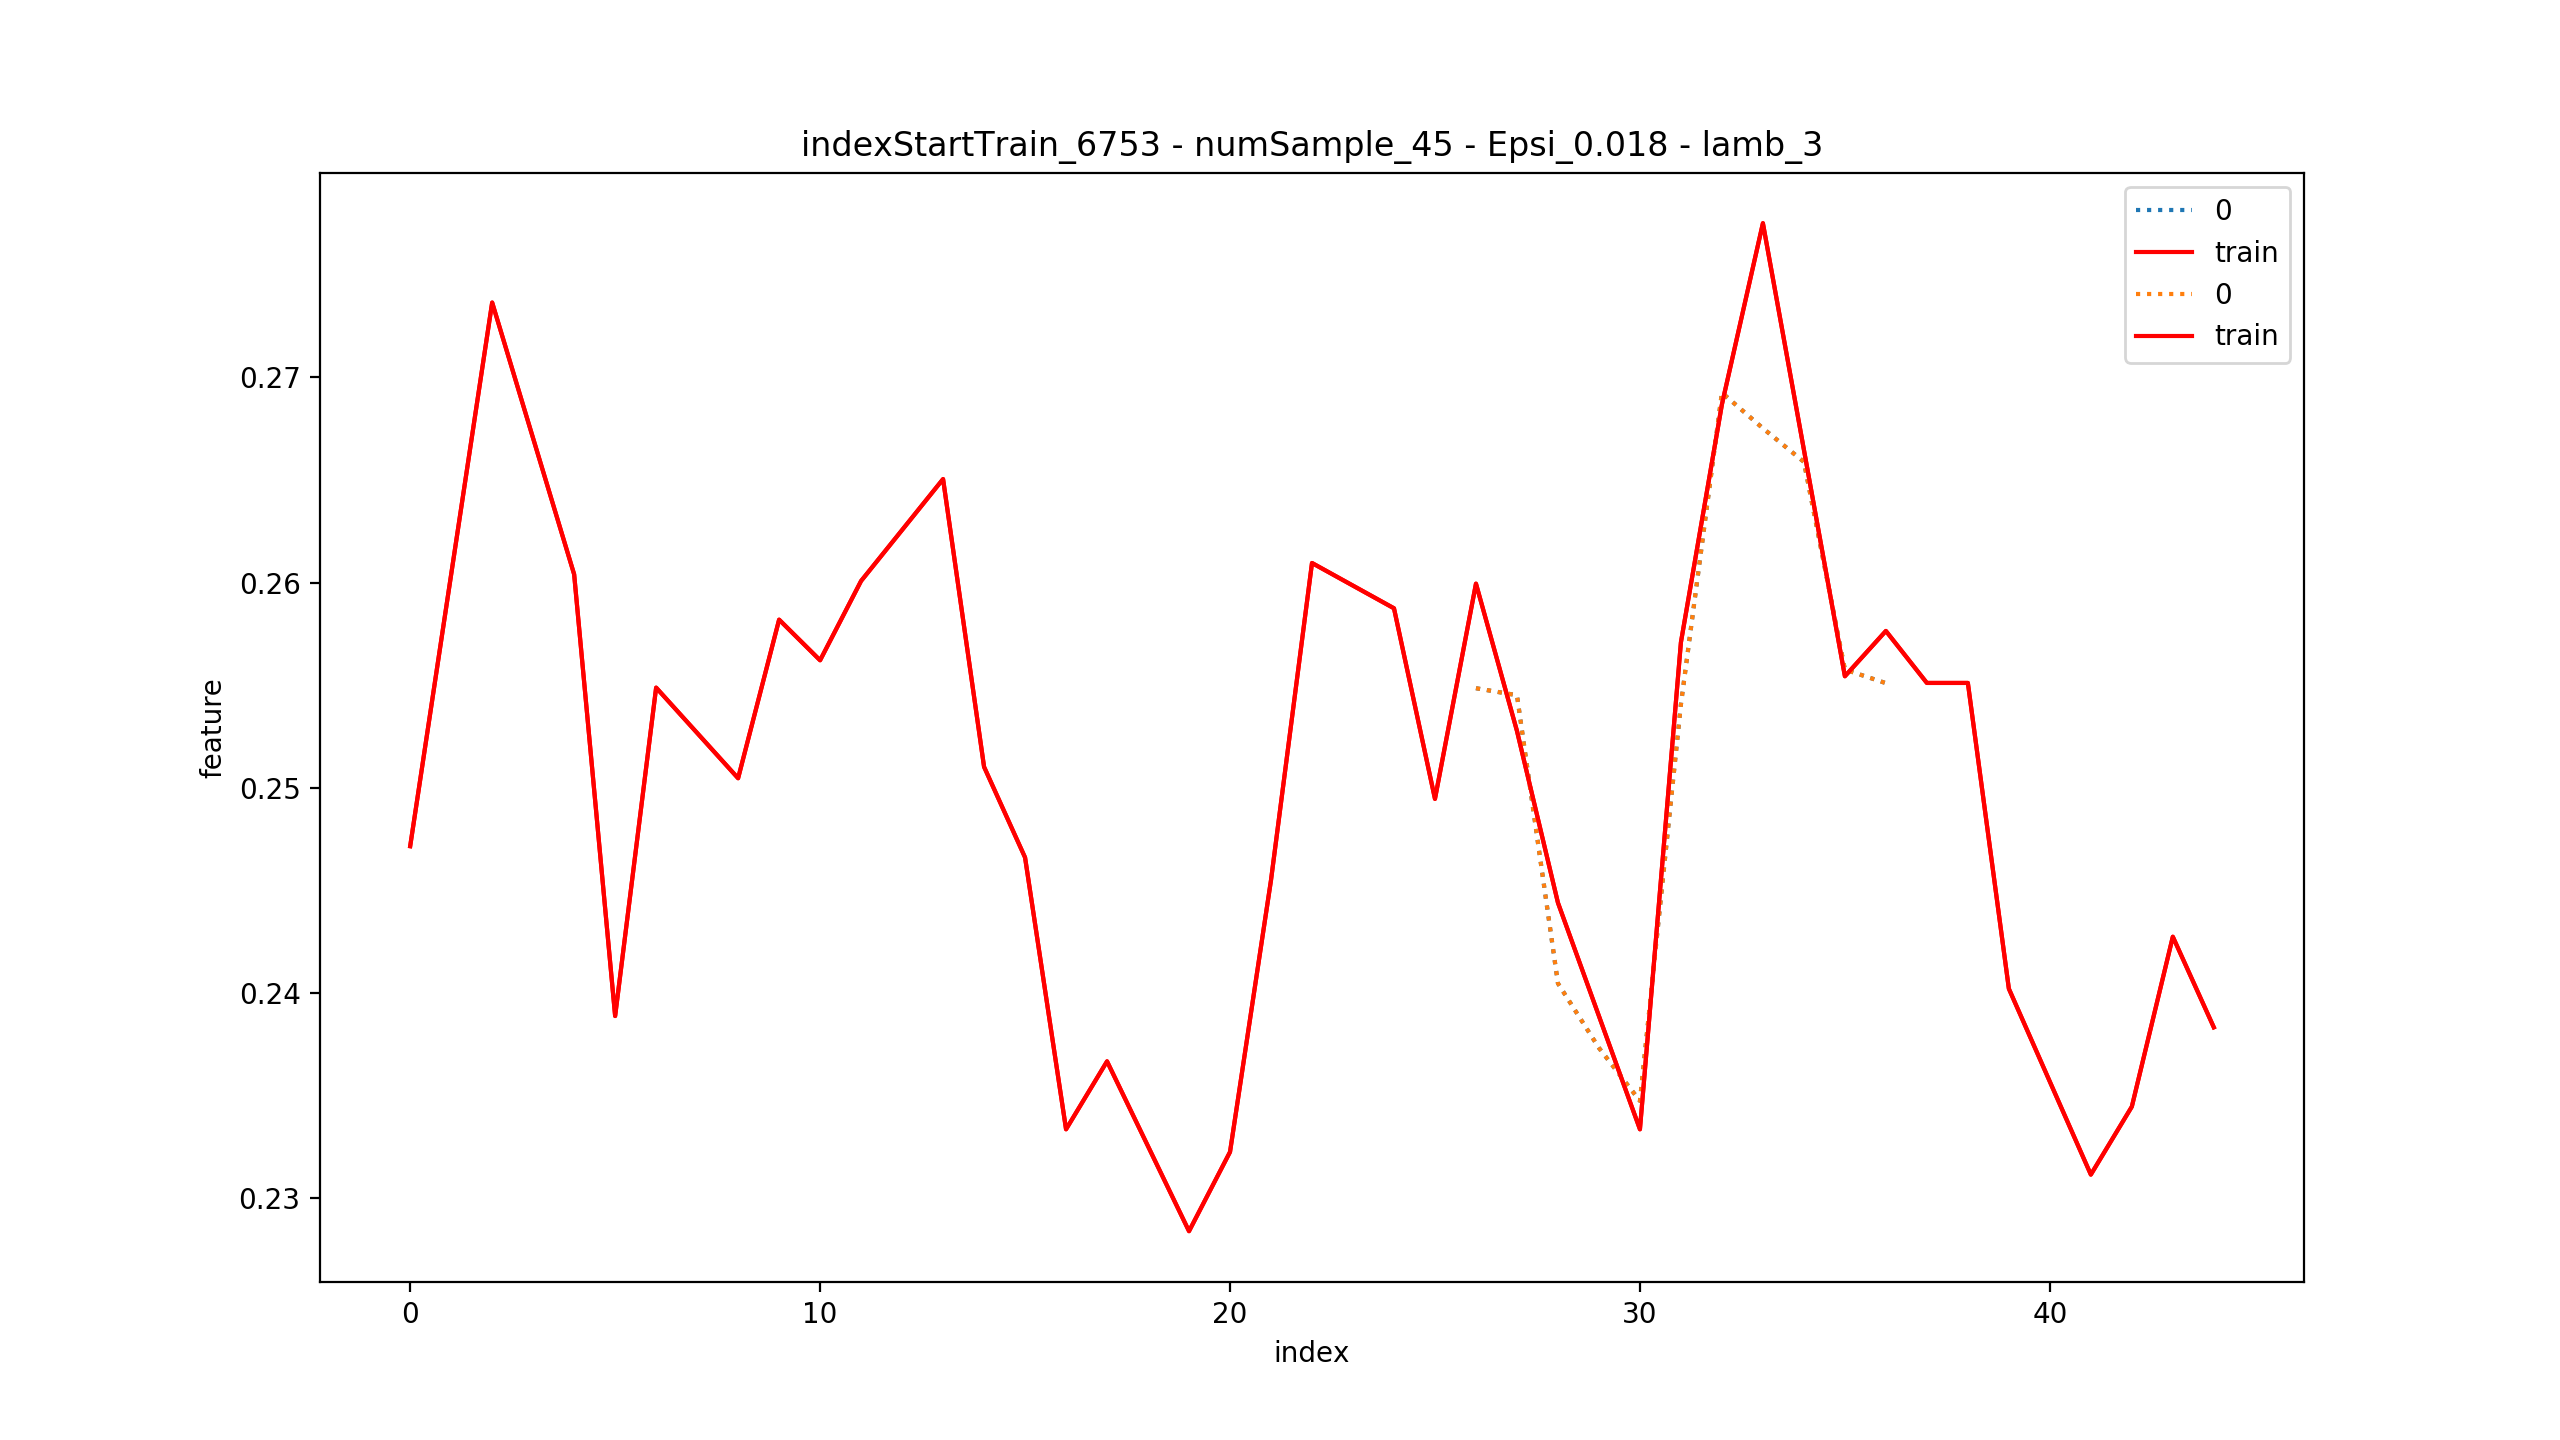 indexStartTrain_6753 - numSample_45 - Epsi_0.018 - lamb_3
0
train
0
train
0.27
0.26
0.25
0.24
0.23
feature
0 10 20 30 40
index